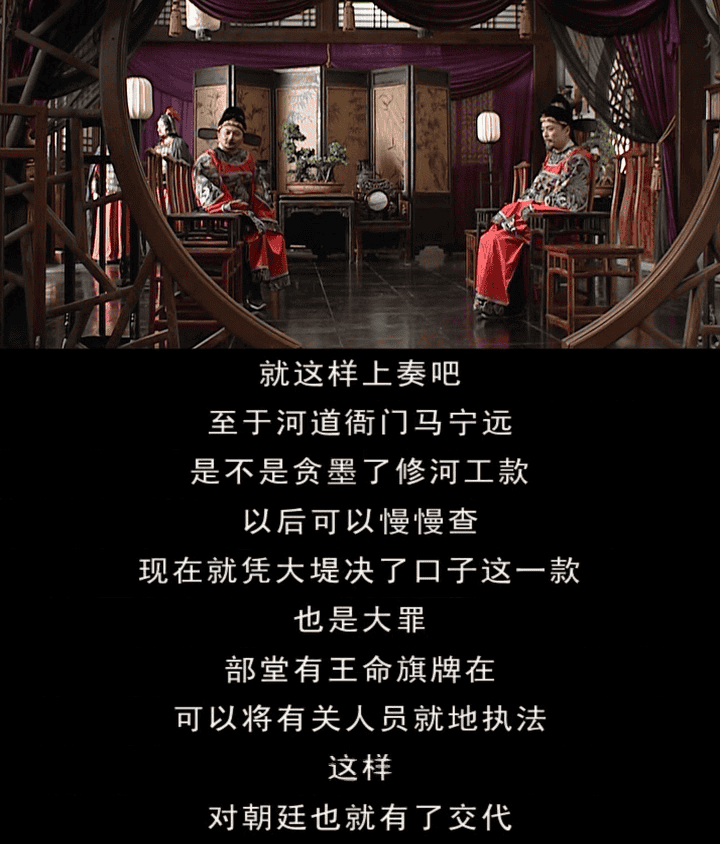 就这样上奏吧
至于河道衙门马宁远
是不是贪墨了修河工款
以后可以慢慢查
现在就凭大堤决了口子这一款
也是大罪
部堂有王命旗牌在
可以将有关人员就地执法
这样
对朝廷也就有了交代